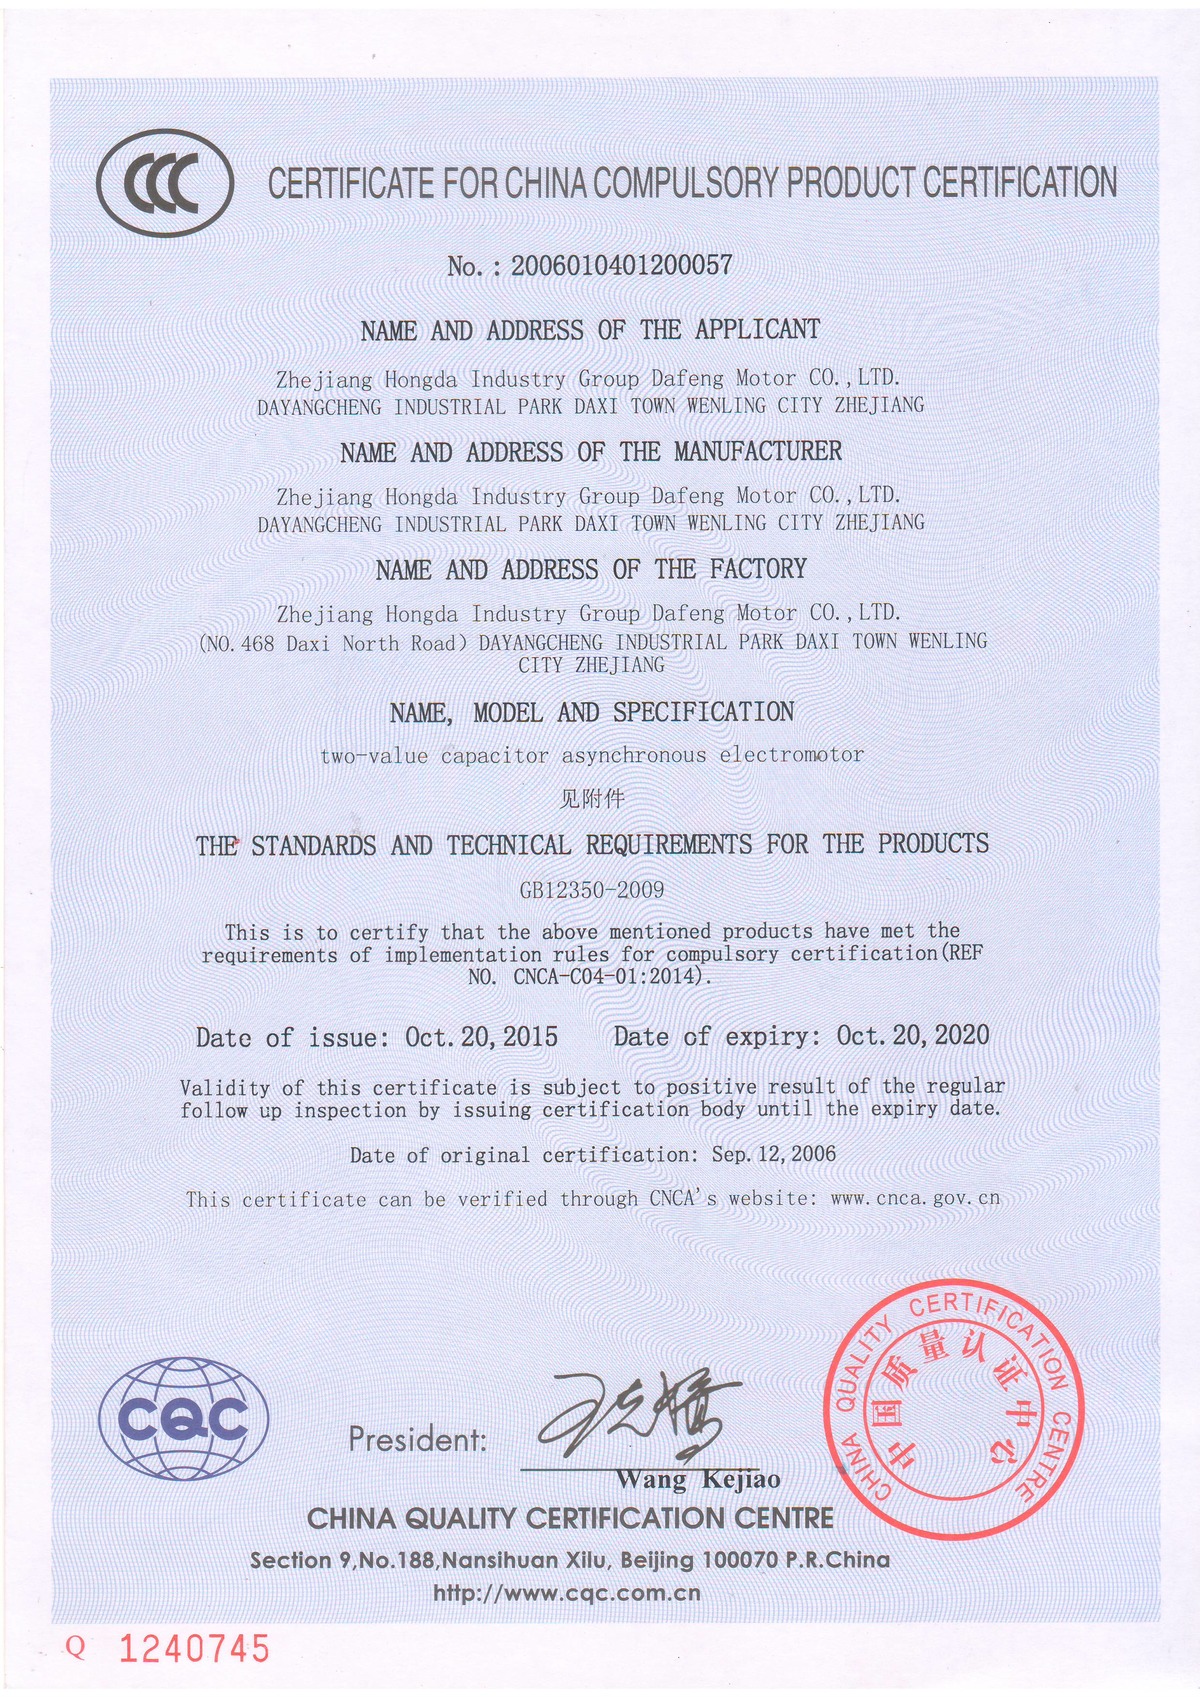 CCC
CERTIFICATE FOR CHINA COMPULSORY PRODUCT CERTIFICATION
No. : 2006010401200057
NAME AND ADDRESS OF THE APPLICANT
Zhejiang Hongda Industry Group Dafeng Motor CO.,LTD.
DAYANGCHENG INDUSTRIAL PARK DAXI TOWN WENLING CITY ZHEJIANG
NAME AND ADDRESS OF THE MANUFACTURER
Zhejiang Hongda Industry Group Dafeng Motor CO.,LTD.
DAYANGCHENG INDUSTRIAL PARK DAXI TOWN WENLING CITY ZHEJIANG
NAME AND ADDRESS OF THE FACTORY
Zhejiang Hongda Industry Group Dafeng Motor CO.,LTD.
(NO.468 Daxi North Road) DAYANGCHENG INDUSTRIAL PARK DAXI TOWN WENLING
CITY ZHEJIANG
NAME, MODEL AND SPECIFICATION
two-value capacitor asynchronous electromotor
见附件
THE STANDARDS AND TECHNICAL REQUIREMENTS FOR THE PRODUCTS
GB12350-2009
This is to certify that the above mentioned products have met the
requirements of implementation rules for compulsory certification(REF
NO. CNCA-C04-01:2014).
Date of issue: Oct.20,2015 Date of expiry: Oct.20,2020
Validity of this certificate is subject to positive result of the regular
follow up inspection by issuing certification body until the expiry date.
Date of original certification: Sep.12,2006
This certificate can be verified through CNCA's website: www.cnca.gov.cn
CHINA QUALITY CERTIFICATION CENTRE
中国质量认证中心
CQC
President:
王克娇
Wang Kejiao
CHINA QUALITY CERTIFICATION CENTRE
Section 9,No.188,Nansihuan Xilu, Beijing 100070 P.R.China
http://www.cqc.com.cn
Q 1240745